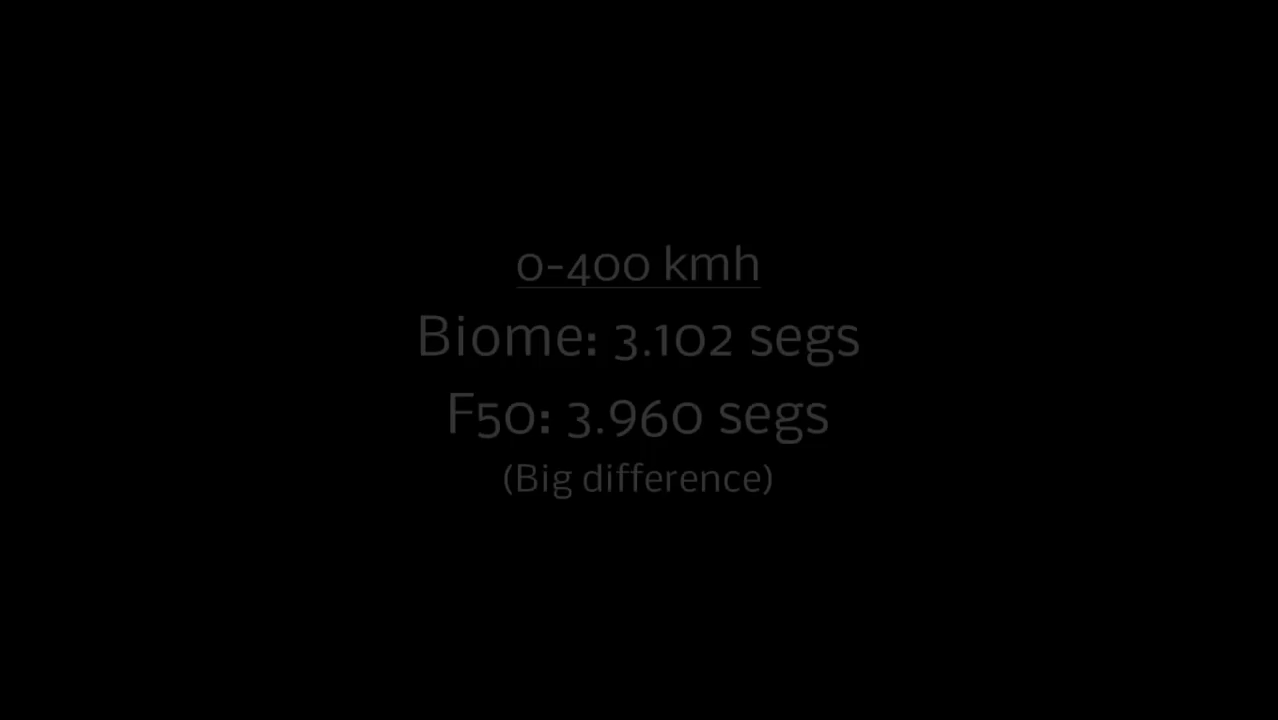 0-400 kmh
Biome: 3.102 segs
F50: 3.960 segs
(Big difference)